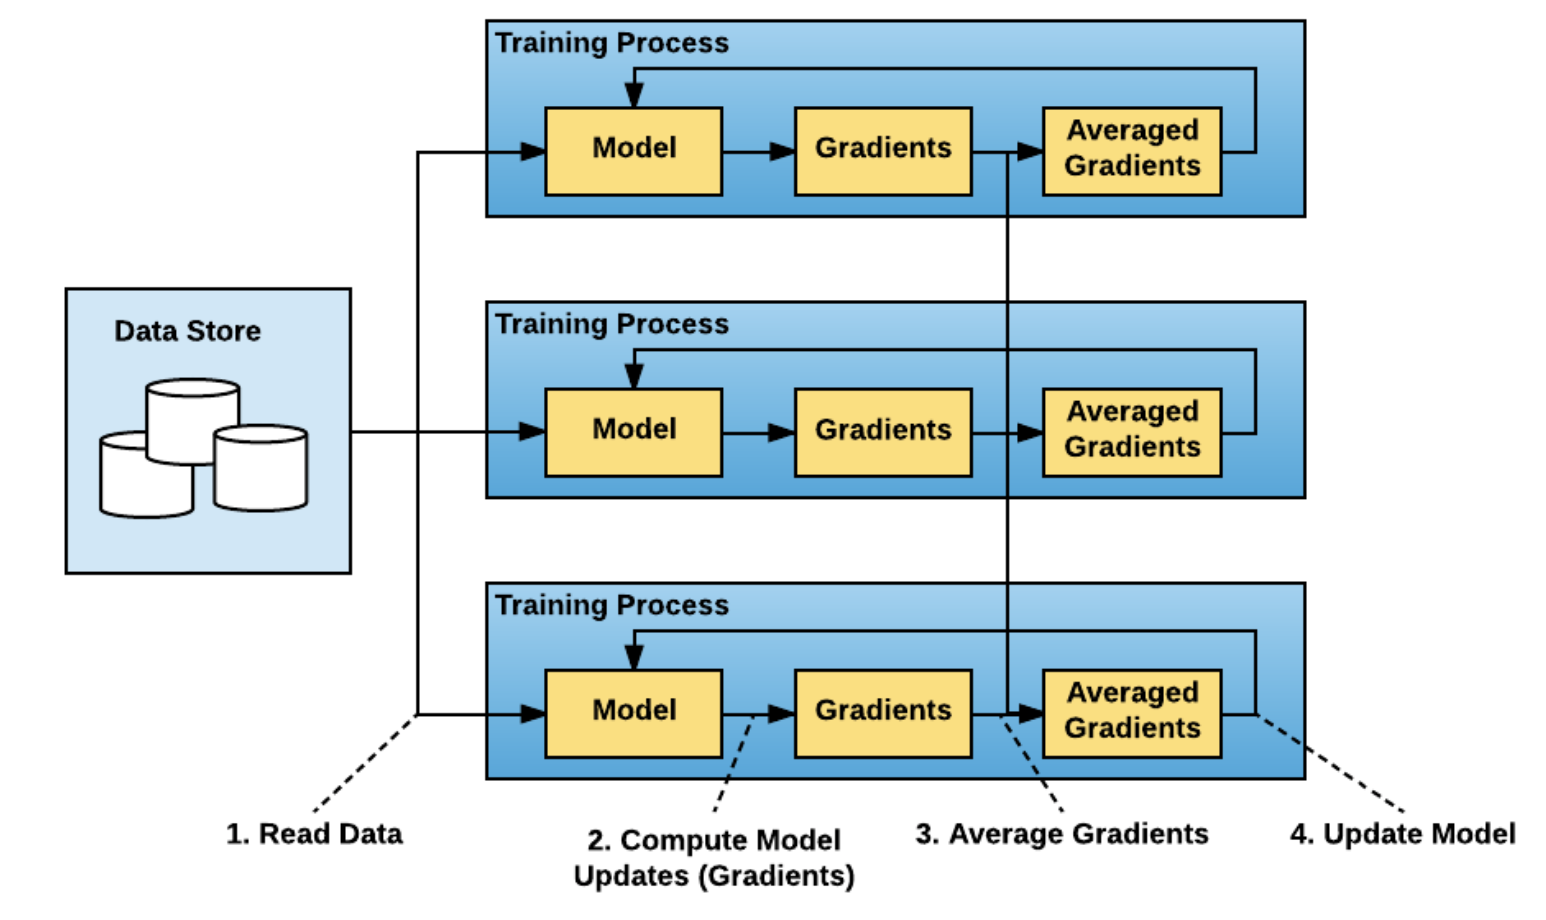 Training Process
Model
Gradients
Averaged
Gradients
Data Store
Training Process
Model
Gradients
Averaged
Gradients
Training Process
Model
Gradients
Averaged
Gradients
1. Read Data
2. Compute Model
Updates (Gradients)
3. Average Gradients
4. Update Model